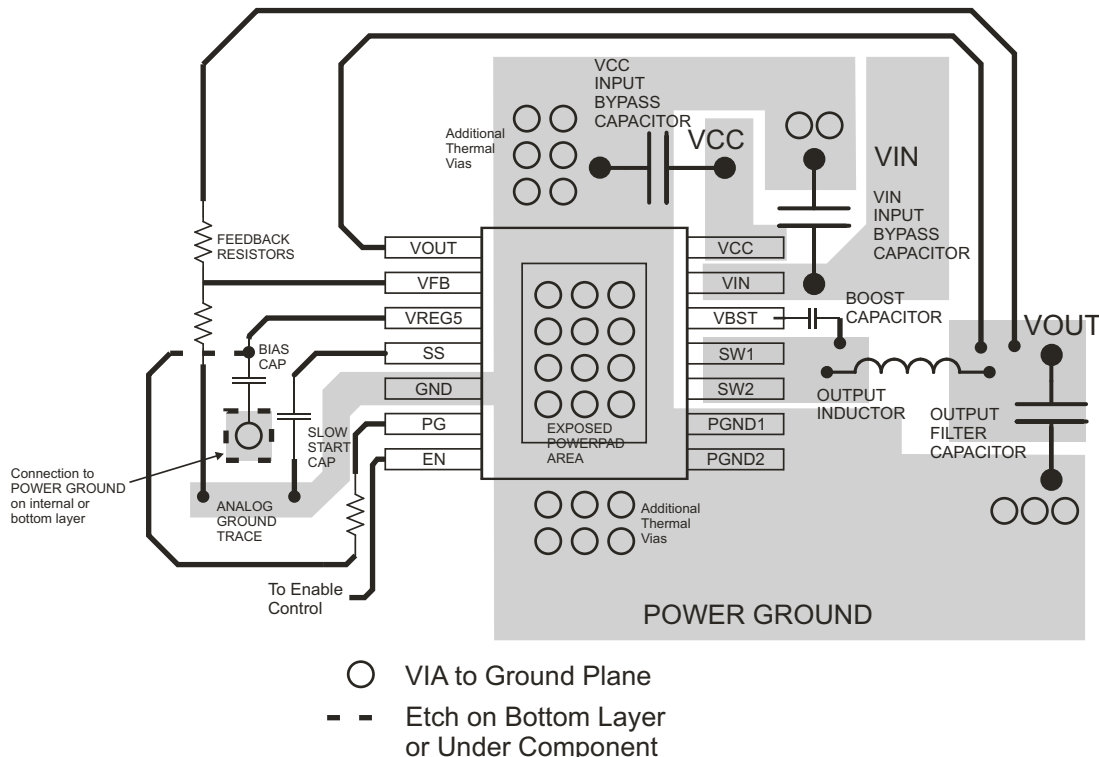 VCC
INPUT
BYPASS
CAPACITOR
Additional
Thermal
Vias
VCC
VIN
VIN
INPUT
BYPASS
CAPACITOR
FEEDBACK
RESISTORS
VOUT
VFB
VREG5
SS
GND
PG
EN
VCC
VIN
VBST
SW1
SW2
PGND1
PGND2
BOOST
CAPACITOR
VOUT
BIAS
CAP
SLOW
START
CAP
EXPOSED
POWERPAD
AREA
OUTPUT
INDUCTOR
OUTPUT
FILTER
CAPACITOR
Connection to
POWER GROUND
on internal or
bottom layer
ANALOG
GROUND
TRACE
Additional
Thermal
Vias
To Enable
Control
POWER GROUND
VIA to Ground Plane
Etch on Bottom Layer
or Under Component